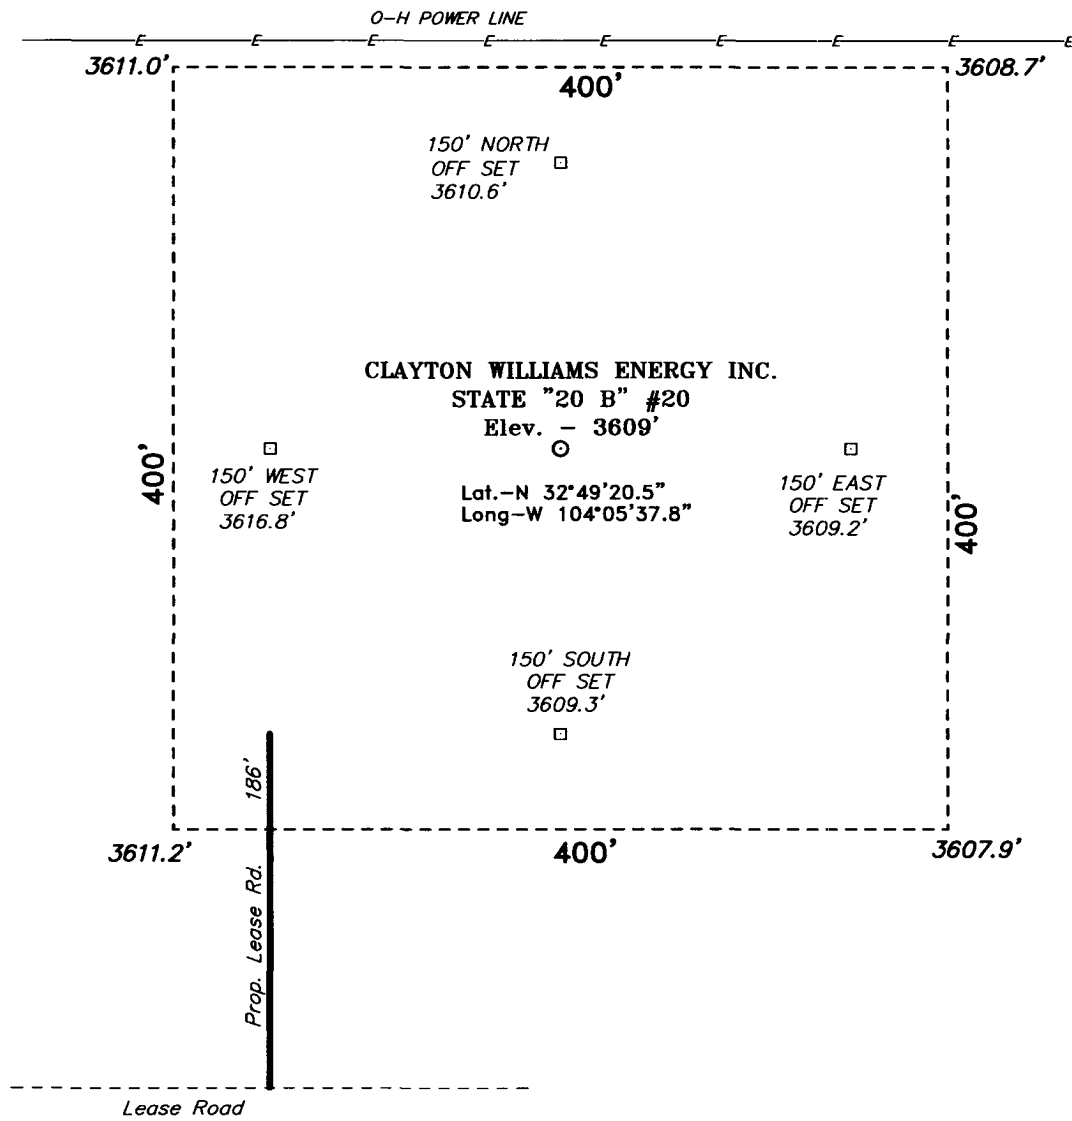 O-H POWER LINE
E E E E E E E E E
3611.0'
3608.7'
400'
150' NORTH
OFF SET
3610.6'
CLAYTON WILLIAMS ENERGY INC.
STATE "20 B" #20
Elev. - 3609'
400'
150' WEST
OFF SET
3616.8'
Lat.-N 32°49'20.5"
Long-W 104°05'37.8"
150' EAST
OFF SET
3609.2'
400'
150' SOUTH
OFF SET
3609.3'
Prop. Lease Rd. 186'
3611.2'
400'
3607.9'
Lease Road